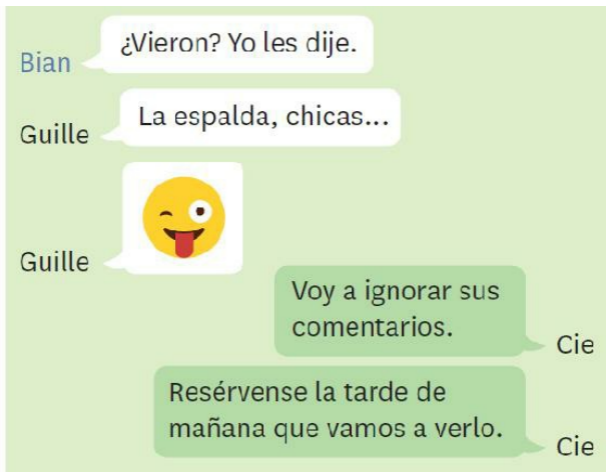 ¿Vieron? Yo les dije.
Bian
La espalda, chicas...
Guille
Guille
Voy a ignorar sus
comentarios.
Cie
Resérvense la tarde de
mañana que vamos a verlo.
Cie